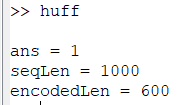 >> huff
ans = 1
seqLen = 1000
encodedLen = 600